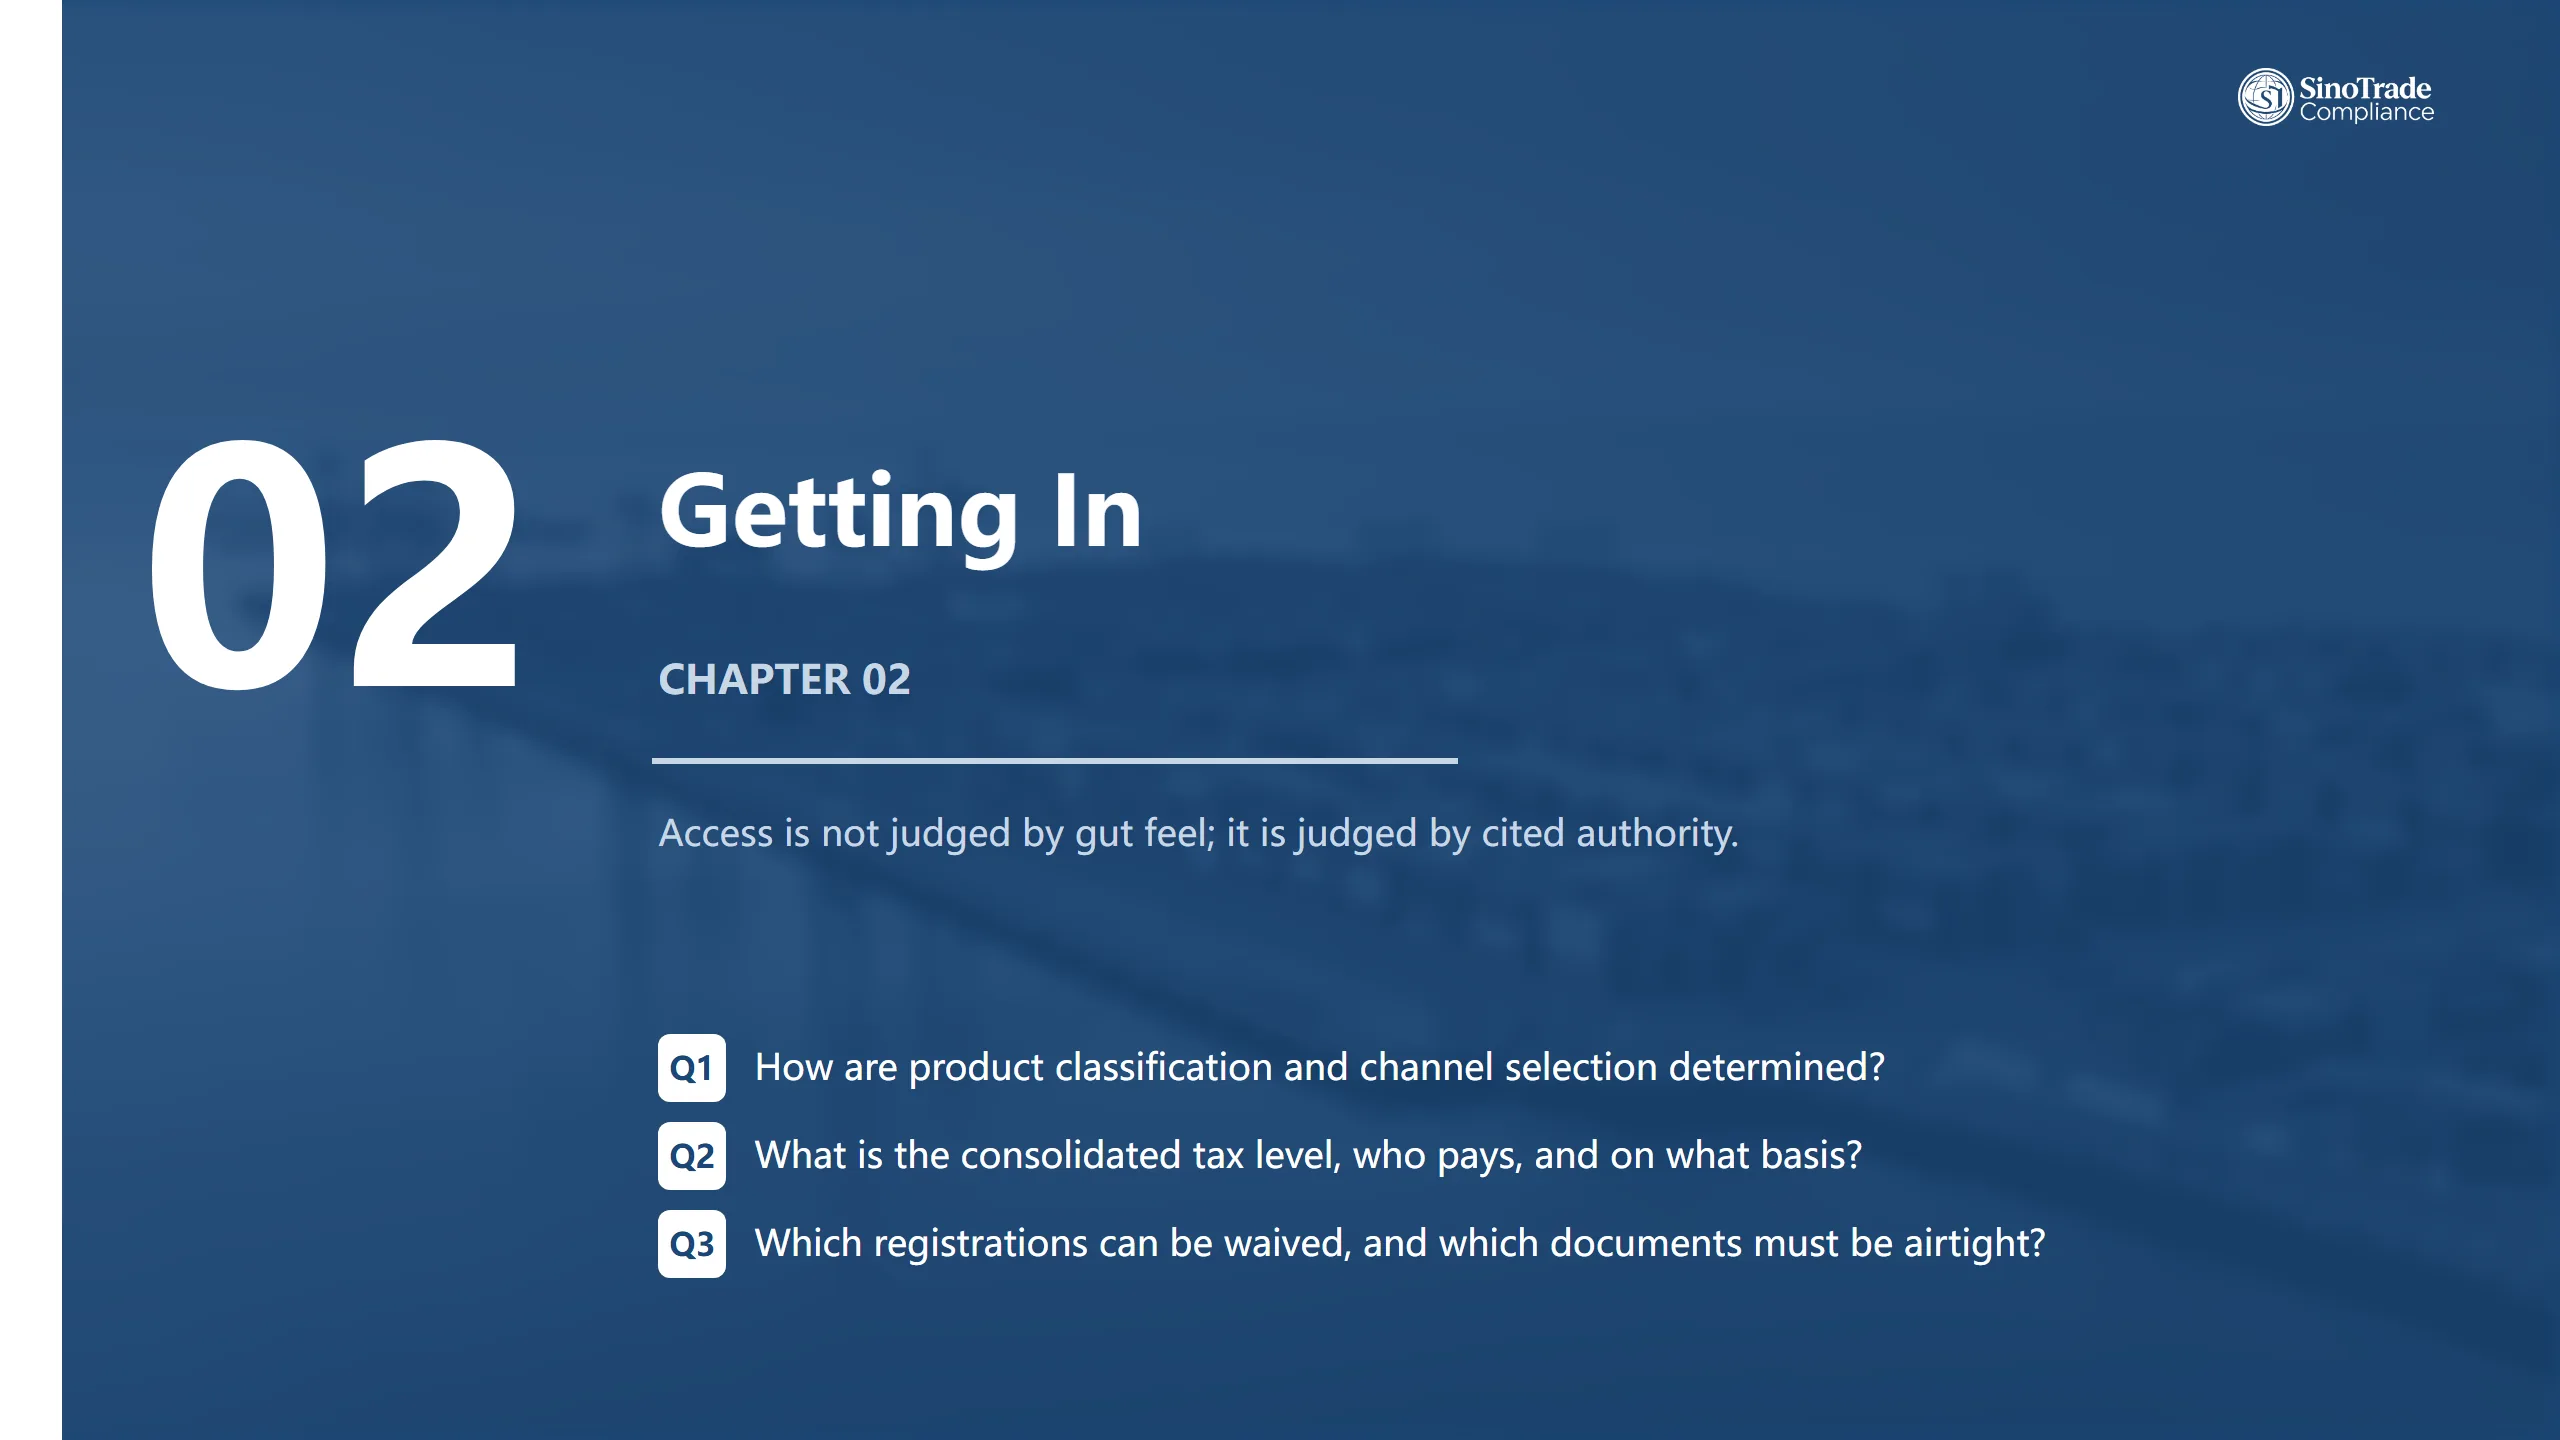 SinoTrade
Compliance
02
Getting In
CHAPTER 02
Access is not judged by gut feel; it is judged by cited authority.
Q1 How are product classification and channel selection determined?
Q2 What is the consolidated tax level, who pays, and on what basis?
Q3 Which registrations can be waived, and which documents must be airtight?